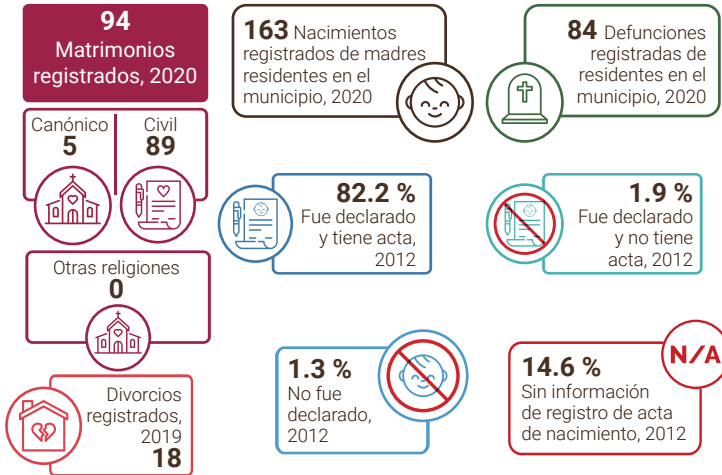 94
Matrimonios
registrados, 2020
Canónico
5
Civil
89
Otras religiones
0
Divorcios
registrados,
2019
18
163 Nacimientos
registrados de madres
residentes en el
municipio, 2020
84 Defunciones
registradas de
residentes en el
municipio, 2020
82.2 %
Fue declarado
y tiene acta,
2012
1.9 %
Fue declarado
y no tiene
acta, 2012
1.3 %
No fue
declarado,
2012
N/A
14.6 %
Sin información
de registro de acta
de nacimiento, 2012